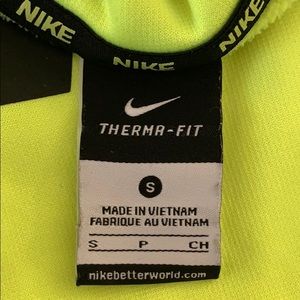 NIKE NIKE NIKE
THERMA-FIT
S
MADE IN VIETNAM
FABRIQUE AU VIETNAM
S P CH
nikebetterworld.com